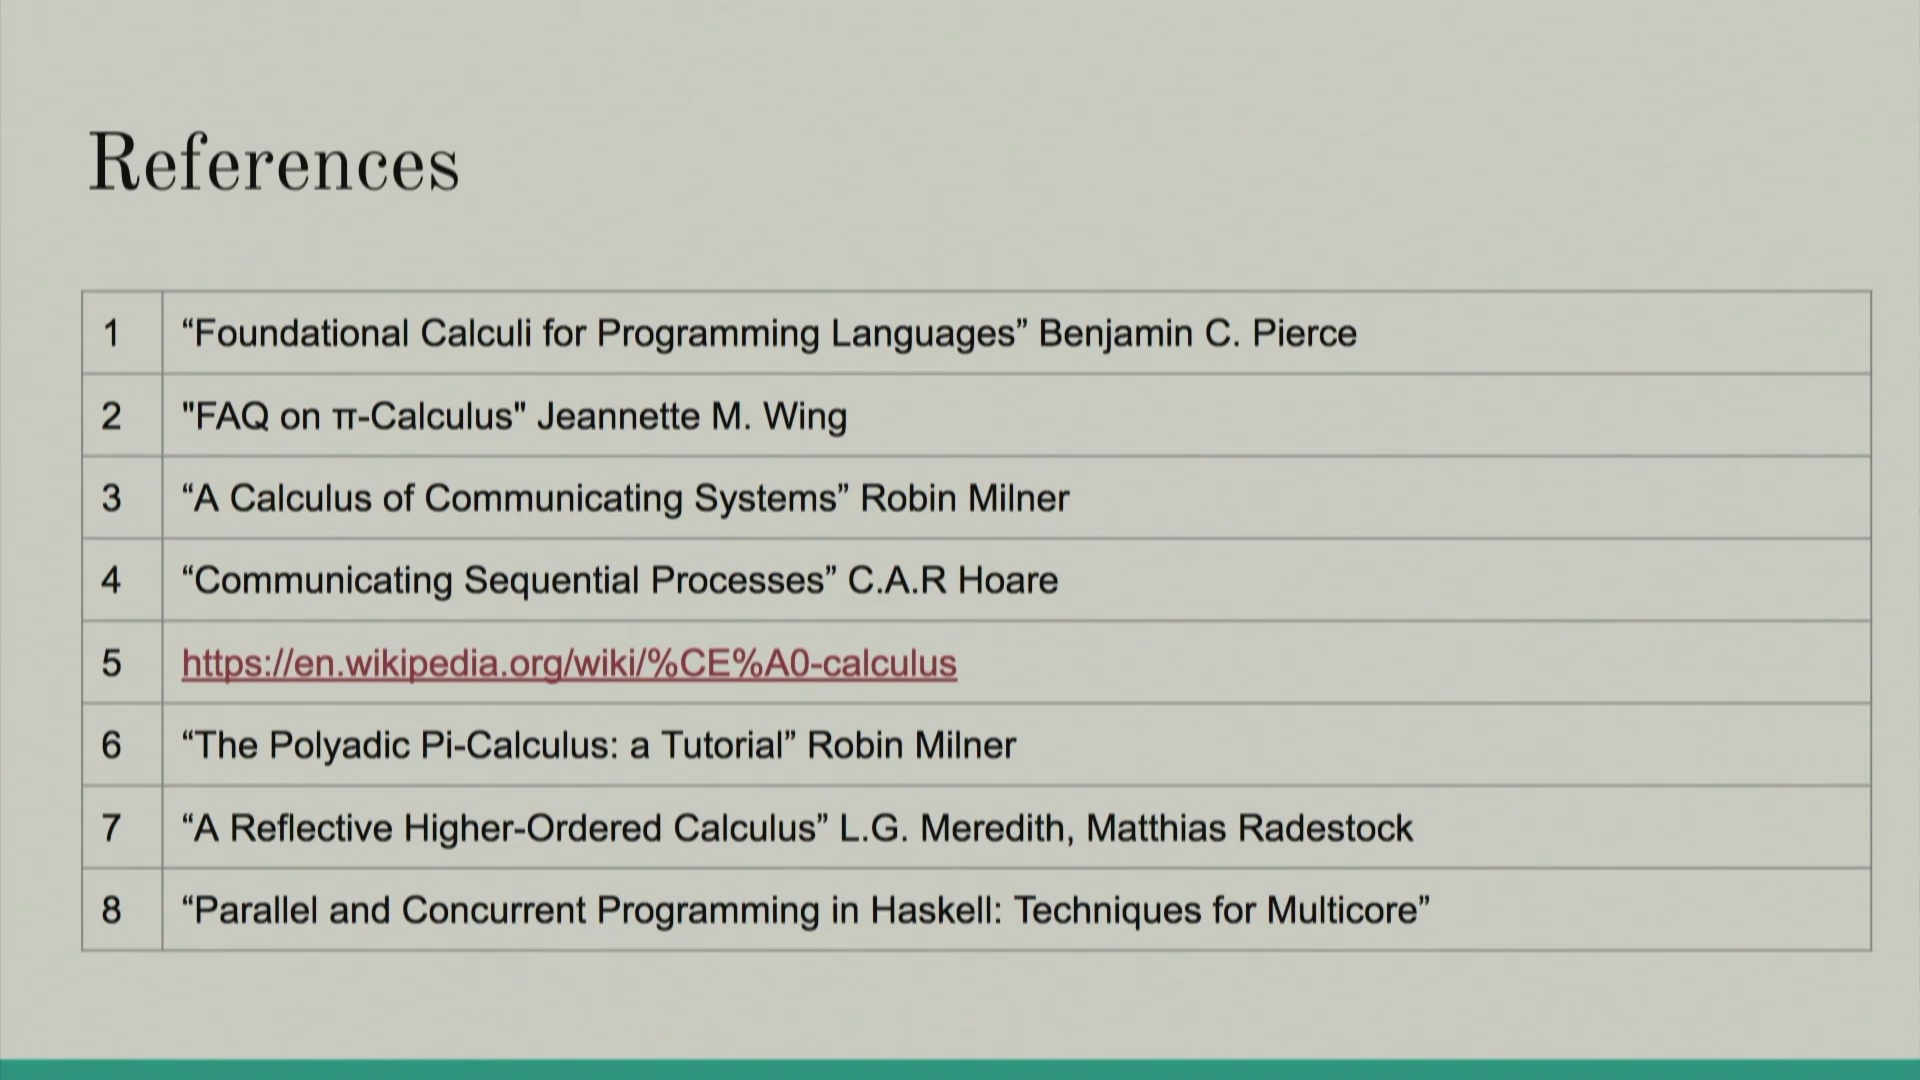 References
1 “Foundational Calculi for Programming Languages” Benjamin C. Pierce
2 "FAQ on π-Calculus" Jeannette M. Wing
3 “A Calculus of Communicating Systems” Robin Milner
4 “Communicating Sequential Processes” C.A.R Hoare
5 https://en.wikipedia.org/wiki/%CE%A0-calculus
6 “The Polyadic Pi-Calculus: a Tutorial” Robin Milner
7 “A Reflective Higher-Ordered Calculus” L.G. Meredith, Matthias Radestock
8 “Parallel and Concurrent Programming in Haskell: Techniques for Multicore”